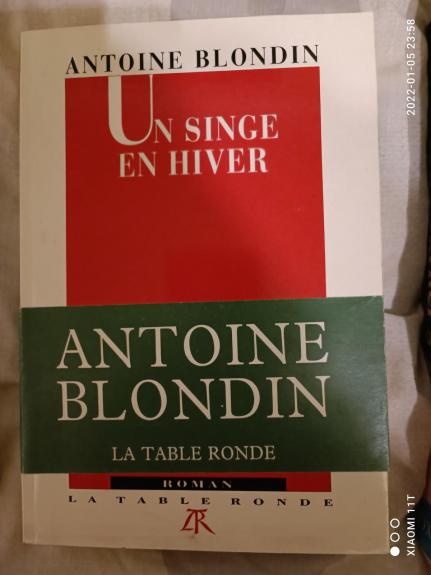 ANTOINE BLONDIN
UN SINGE
EN HIVER
ANTOINE
BLONDIN
LA TABLE RONDE
ROMAN
LA TABLE RONDE
LTR
2022-01-05 23:58
XIAOMI 11T